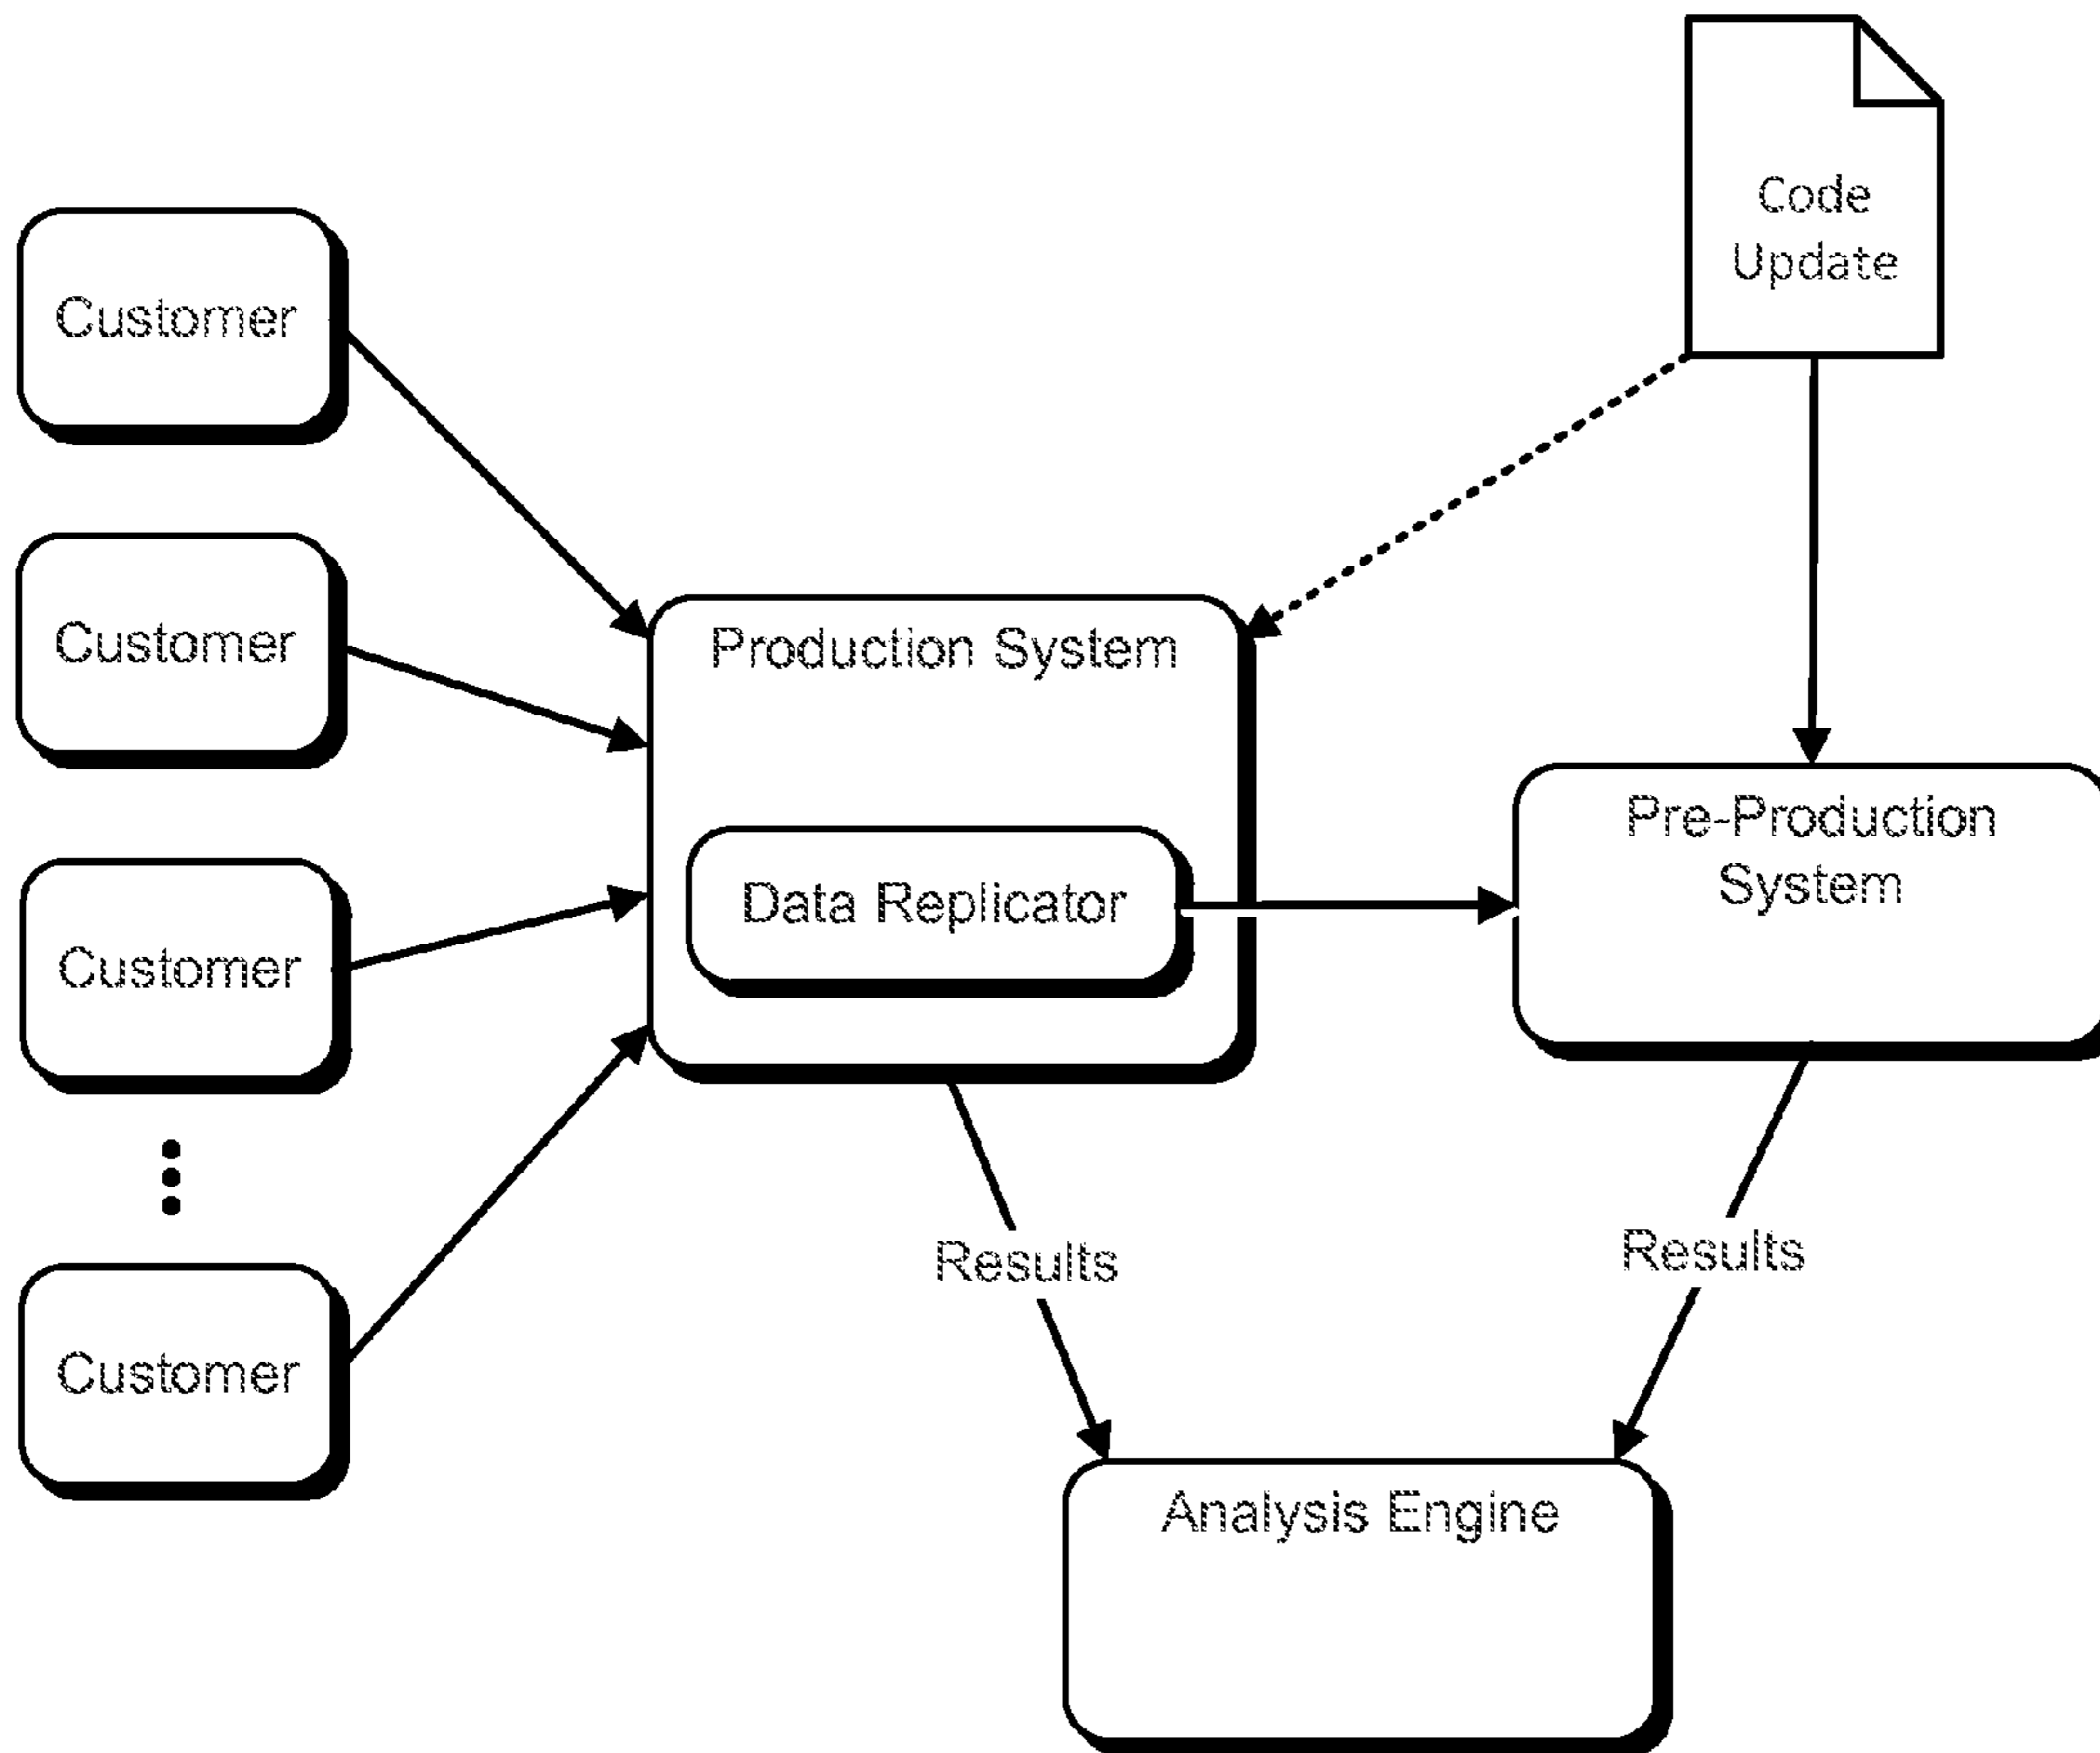 Code
Update
Customer
Customer
Production System
Pre-Production
System
Data Replicator
Customer
Results
Results
Customer
Analysis Engine